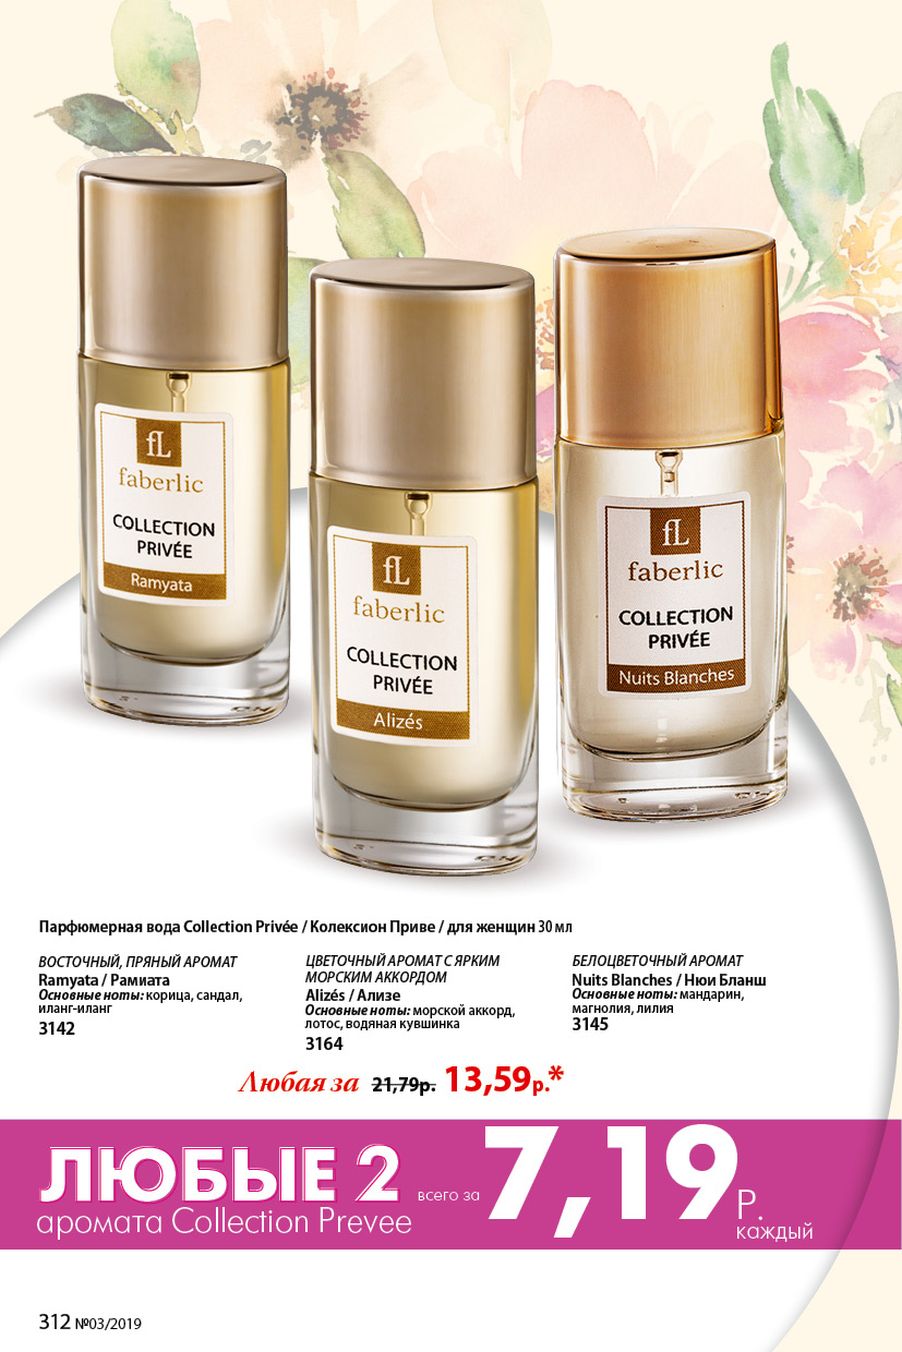 fL
faberlic
COLLECTION
PRIVÉE
Ramyata
fL
faberlic
COLLECTION
PRIVÉE
Alizés
fL
faberlic
COLLECTION
PRIVÉE
Nuits Blanches
Парфюмерная вода Collection Privée / Колексион Приве / для женщин 30 мл
ВОСТОЧНЫЙ, ПРЯНЫЙ АРОМАТ
Ramyata / Рамиата
Основные ноты: корица, сандал,
иланг-иланг
3142
ЦВЕТОЧНЫЙ АРОМАТ С ЯРКИМ
МОРСКИМ АККОРДОМ
Alizés / Ализе
Основные ноты: морской аккорд,
лотос, водяная кувшинка
3164
БЕЛОЦВЕТОЧНЫЙ АРОМАТ
Nuits Blanches / Нюи Бланш
Основные ноты: мандарин,
магнолия, лилия
3145
Любая за 21,79р. 13,59р.*
ЛЮБЫЕ 2
аромата Collection Prevee
всего за
7,19 Р.
каждый
312 №03/2019